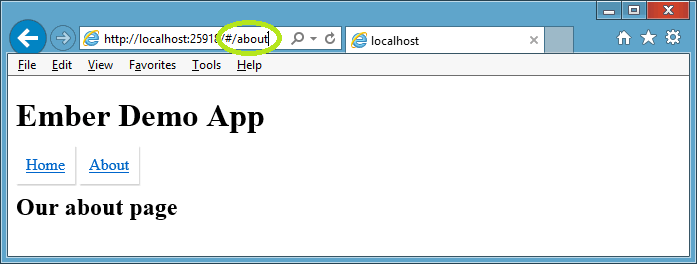 http://localhost:25918/#/about
localhost
File Edit View Favorites Tools Help
Ember Demo App
Home About
Our about page